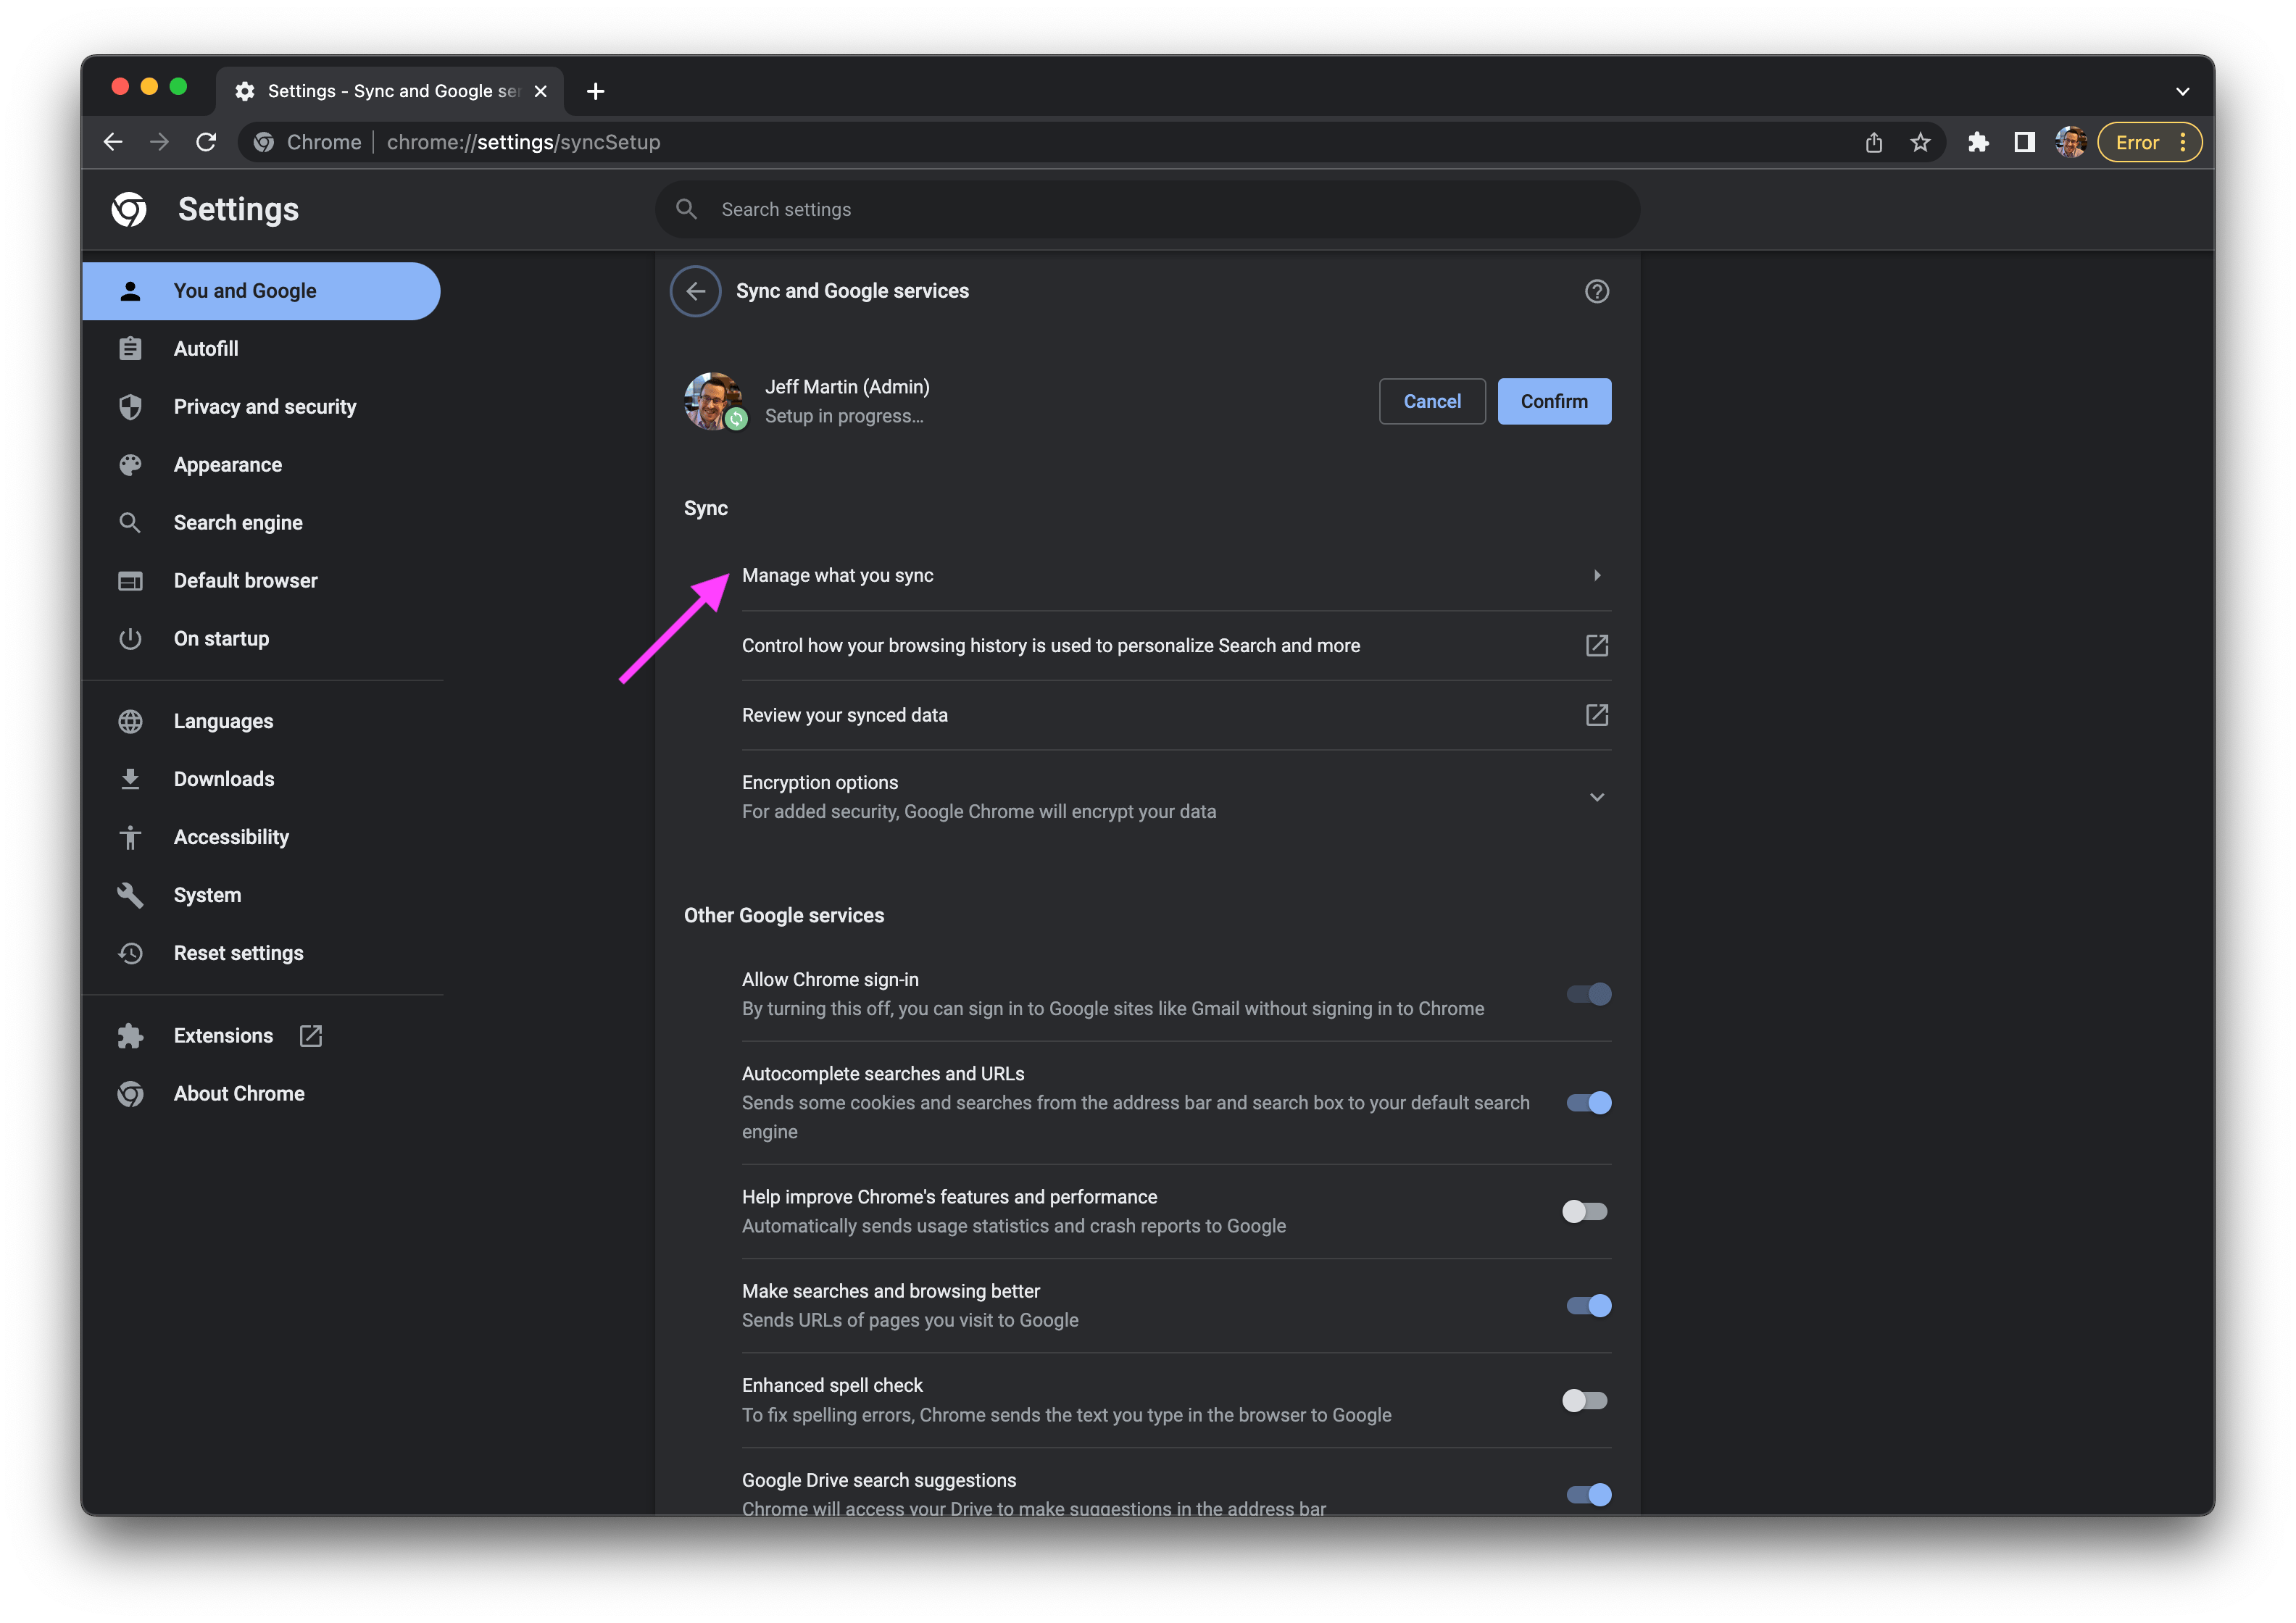 Settings - Sync and Google ser
Chrome | chrome://settings/syncSetup
Error
Settings
Search settings
You and Google
Autofill
Privacy and security
Appearance
Search engine
Default browser
On startup
Languages
Downloads
Accessibility
System
Reset settings
Extensions
About Chrome
Sync and Google services
Jeff Martin (Admin)
Setup in progress...
Cancel
Confirm
Sync
Manage what you sync
Control how your browsing history is used to personalize Search and more
Review your synced data
Encryption options
For added security, Google Chrome will encrypt your data
Other Google services
Allow Chrome sign-in
By turning this off, you can sign in to Google sites like Gmail without signing in to Chrome
Autocomplete searches and URLs
Sends some cookies and searches from the address bar and search box to your default search
engine
Help improve Chrome's features and performance
Automatically sends usage statistics and crash reports to Google
Make searches and browsing better
Sends URLs of pages you visit to Google
Enhanced spell check
To fix spelling errors, Chrome sends the text you type in the browser to Google
Google Drive search suggestions
Chrome will access your Drive to make suggestions in the address bar